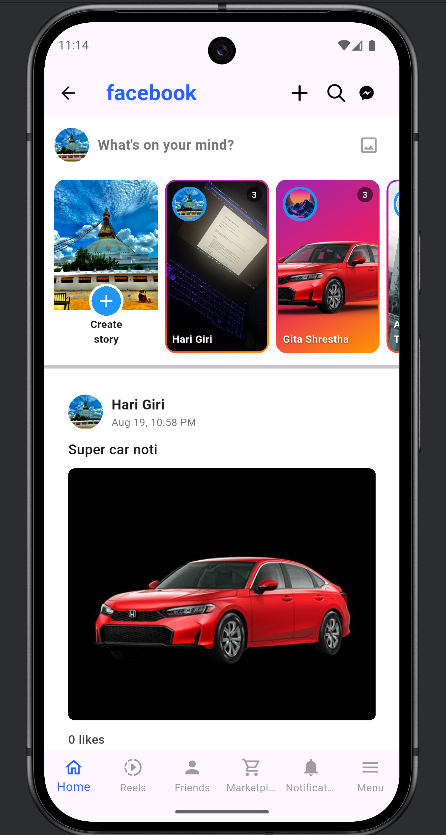 11:14
facebook
What's on your mind?
3
3
Create
story
Hari Giri
Gita Shrestha
A
T
Hari Giri
Aug 19, 10:58 PM
Super car noti
0 likes
Home
Reels
Friends
Marketpl...
Notificat...
Menu